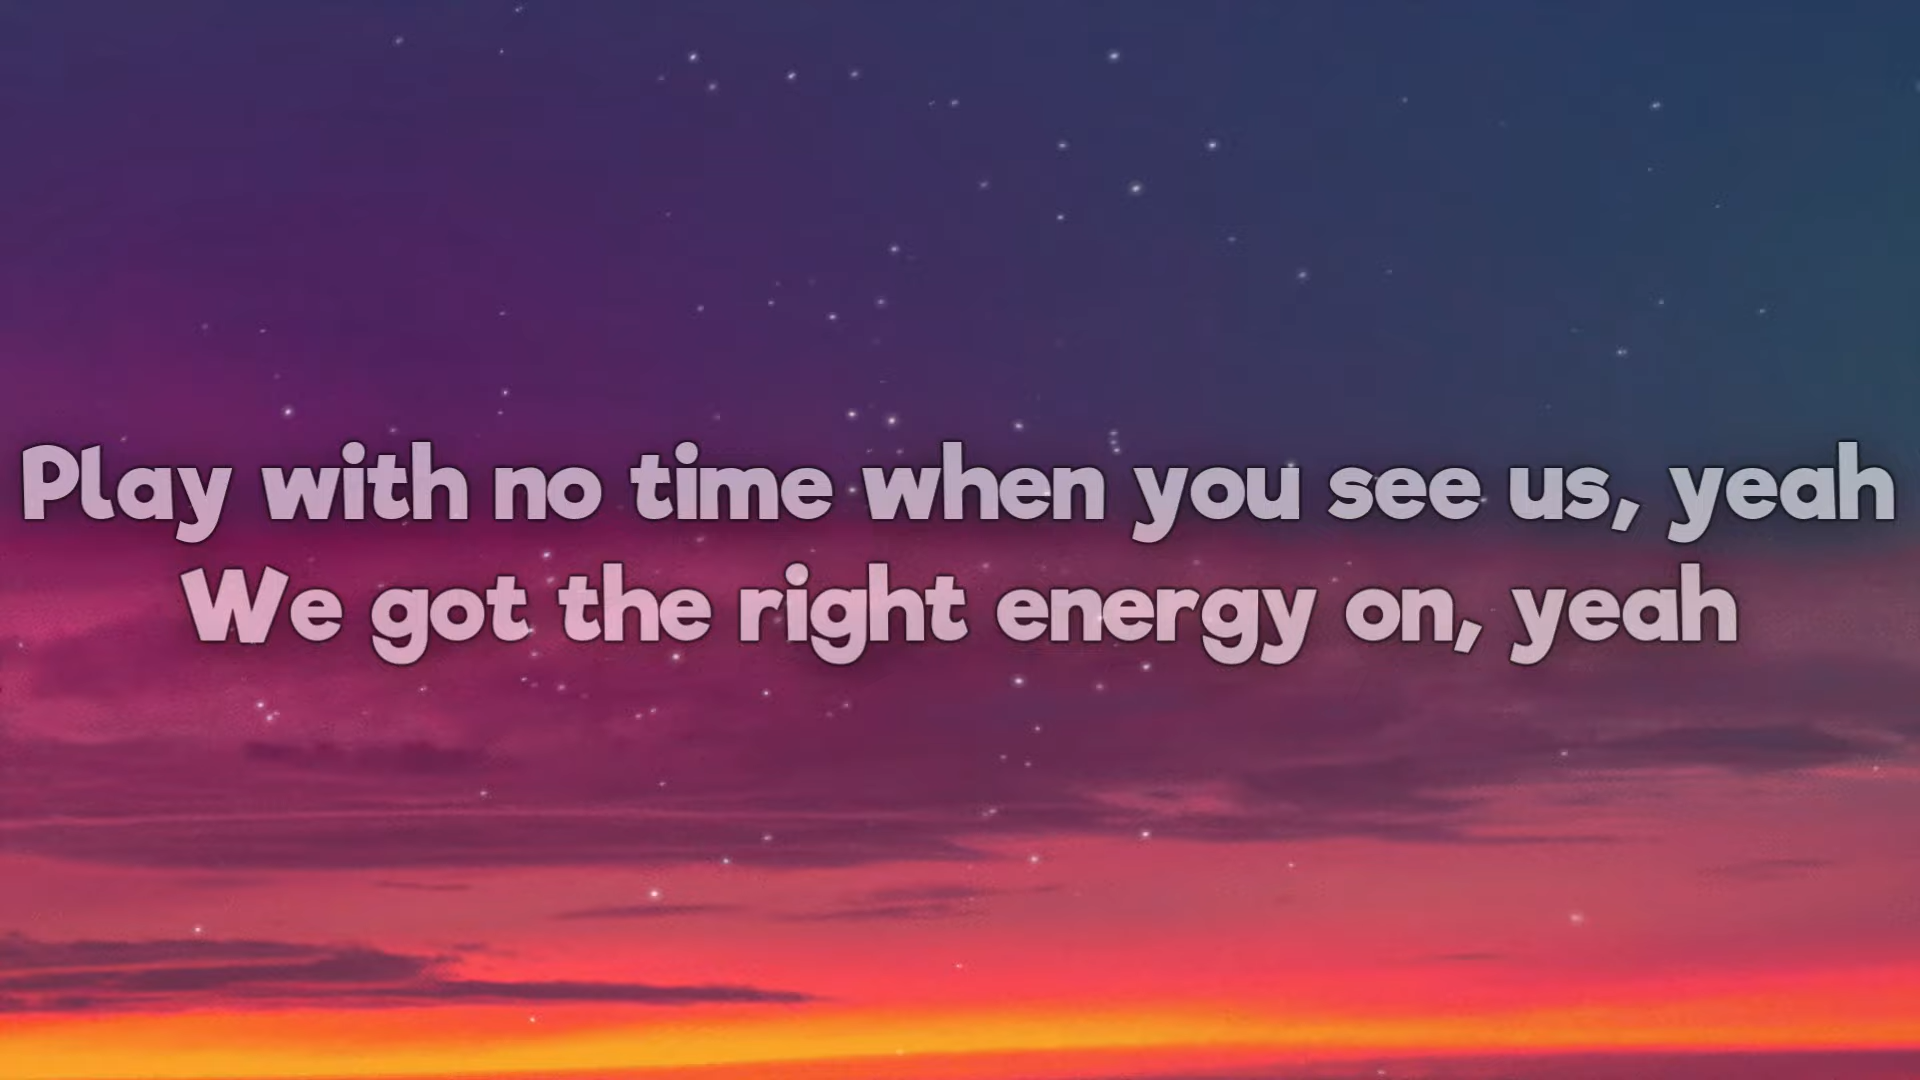 Play with no time when you see us, yeah
We got the right energy on, yeah